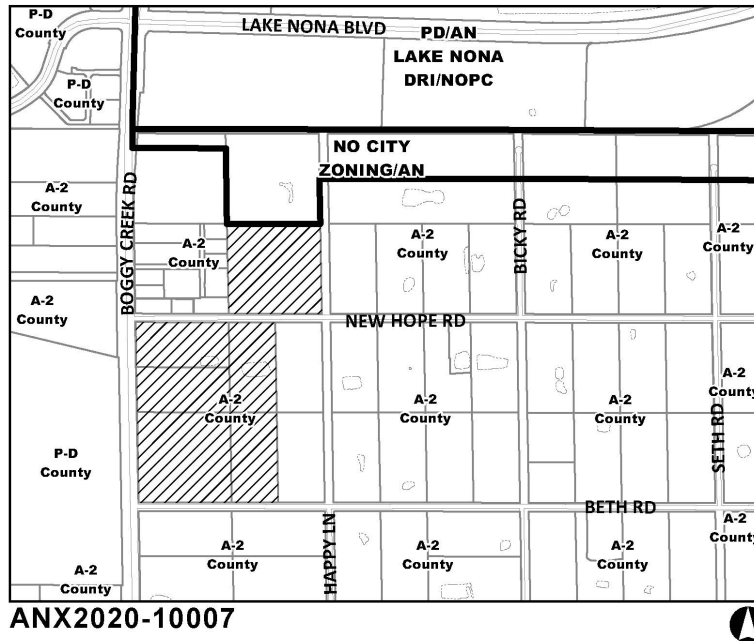 P-D
County
LAKE NONA BLVD
PD/AN
LAKE NONA
DRI/NOPC
P-D
County
NO CITY
ZONING/AN
A-2
County
BOGGY CREEK RD
A-2
County
BICKY RD
A-2
County
A-2
County
A-2
County
A-2
County
NEW HOPE RD
A-2
County
A-2
County
A-2
County
A-2
County
SETH RD
P-D
County
BETH RD
HAPPY LN
A-2
County
A-2
County
A-2
County
A-2
County
A-2
County
ANX2020-10007